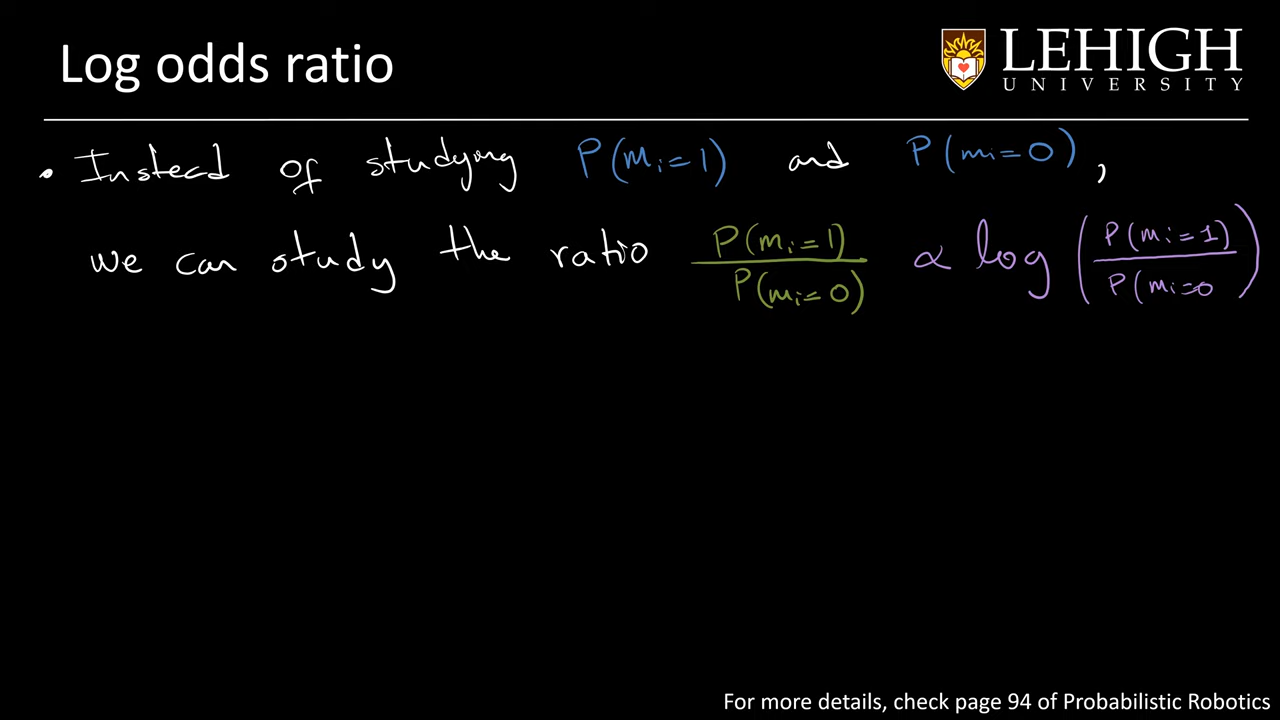 Log odds ratio
LEHIGH
UNIVERSITY
• Instead of studying P(mᵢ=1) and P(mᵢ=0),
we can study the ratio P(mᵢ=1)/P(mᵢ=0) ∝ log(P(mᵢ=1)/P(mᵢ=0)
For more details, check page 94 of Probabilistic Robotics